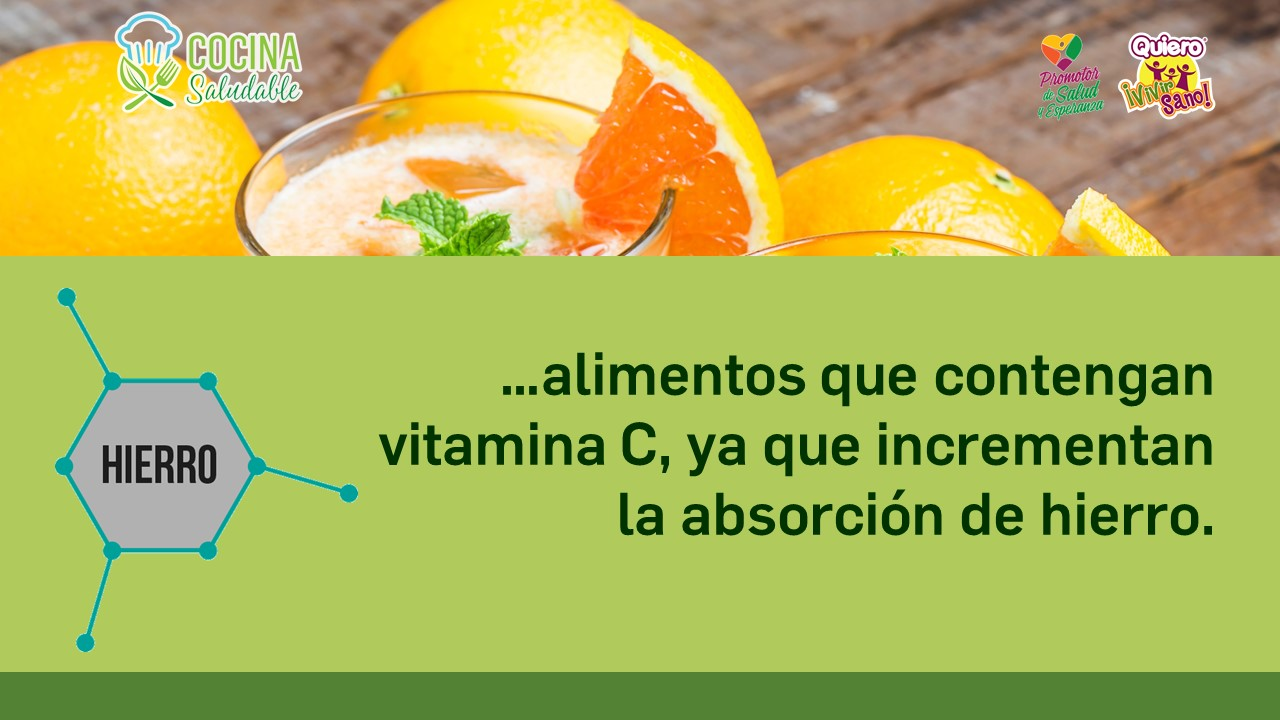 COCINA
Saludable
Promotor
de Salud
y Esperanza
Quiero
¡Vivir
Sano!
HIERRO
...alimentos que contengan
vitamina C, ya que incrementan
la absorción de hierro.